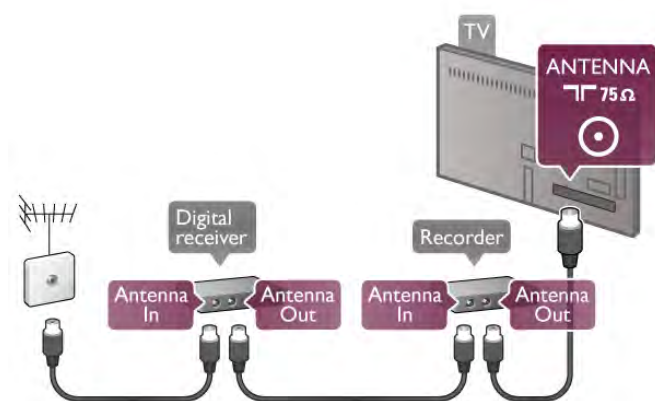 TV
ANTENNA
75 Ω
Digital
receiver
Recorder
Antenna
In
Antenna
Out
Antenna
In
Antenna
Out